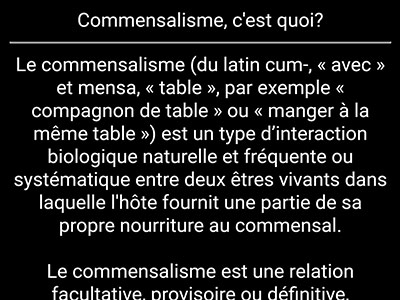 Commensalisme, c'est quoi?
Le commensalisme (du latin cum-, « avec »
et mensa, « table », par exemple «
compagnon de table » ou « manger à la
même table ») est un type d’interaction
biologique naturelle et fréquente ou
systématique entre deux êtres vivants dans
laquelle l'hôte fournit une partie de sa
propre nourriture au commensal.
Le commensalisme est une relation
facultative, provisoire ou définitive.